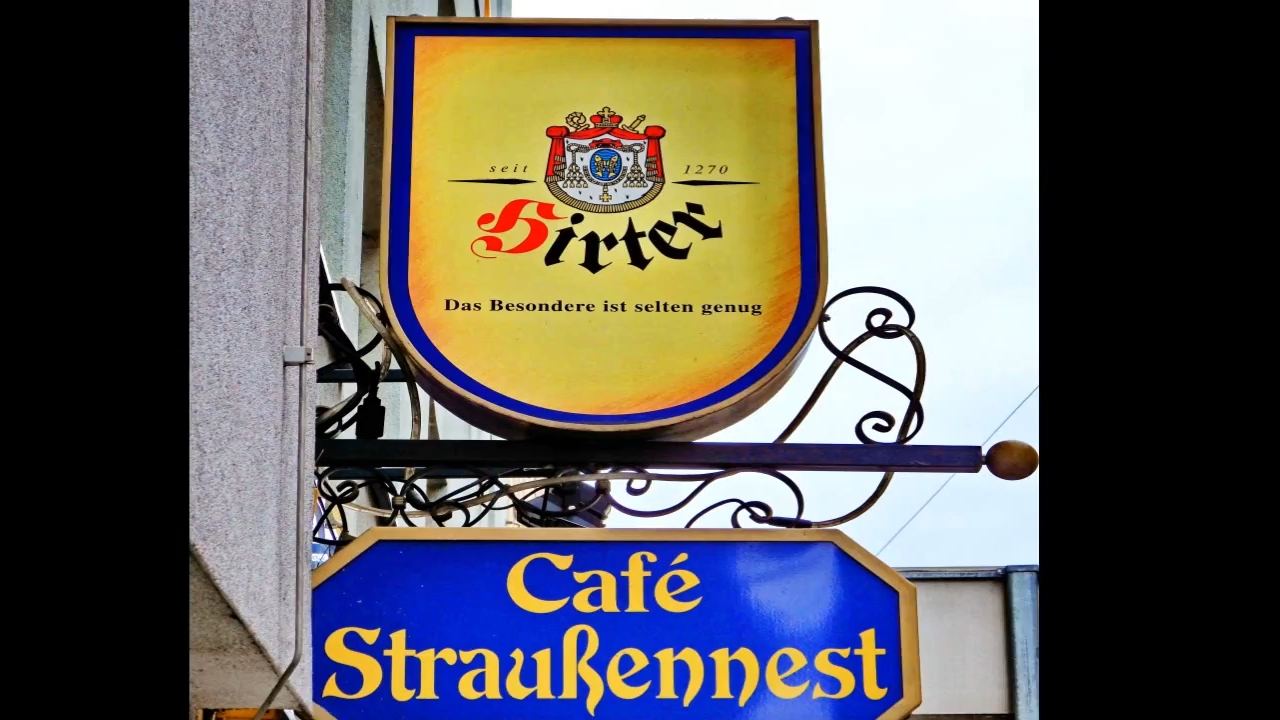 seit 1270
Hirter
Das Besondere ist selten genug
Café
Straußennest